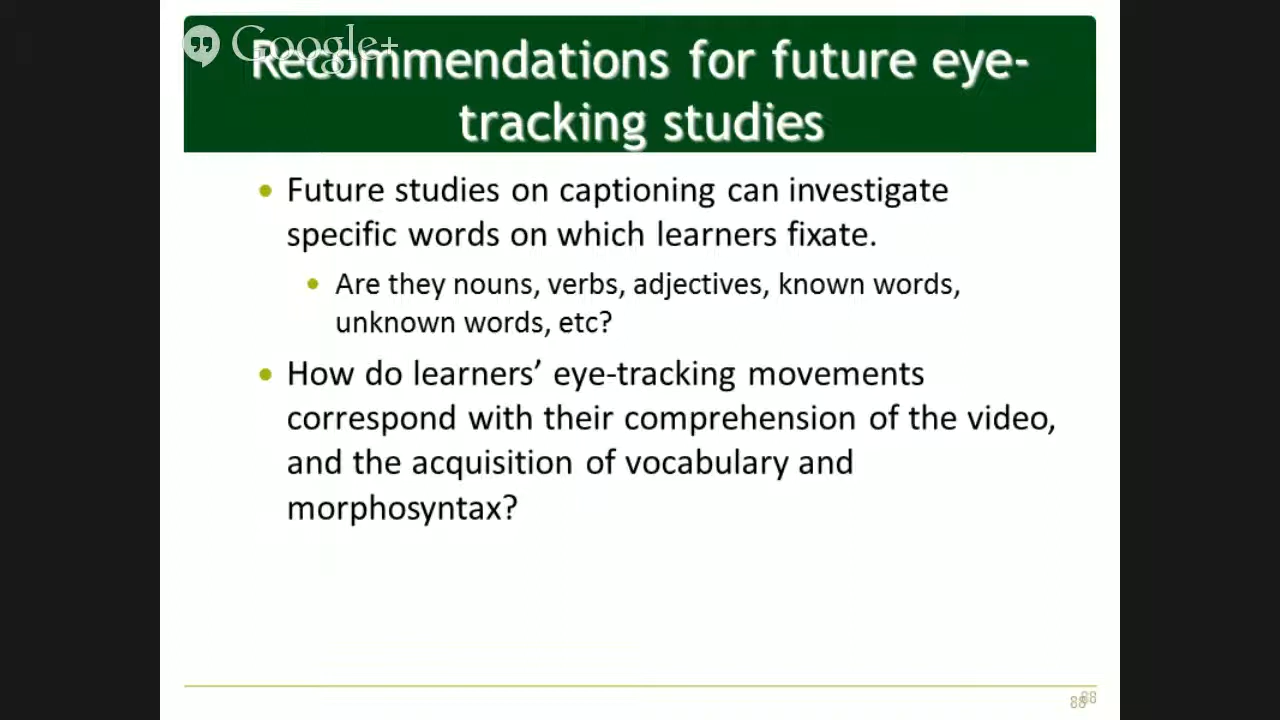 Google+
Recommendations for future eye-
tracking studies
Future studies on captioning can investigate
specific words on which learners fixate.
Are they nouns, verbs, adjectives, known words,
unknown words, etc?
How do learners’ eye-tracking movements
correspond with their comprehension of the video,
and the acquisition of vocabulary and
morphosyntax?
88
88